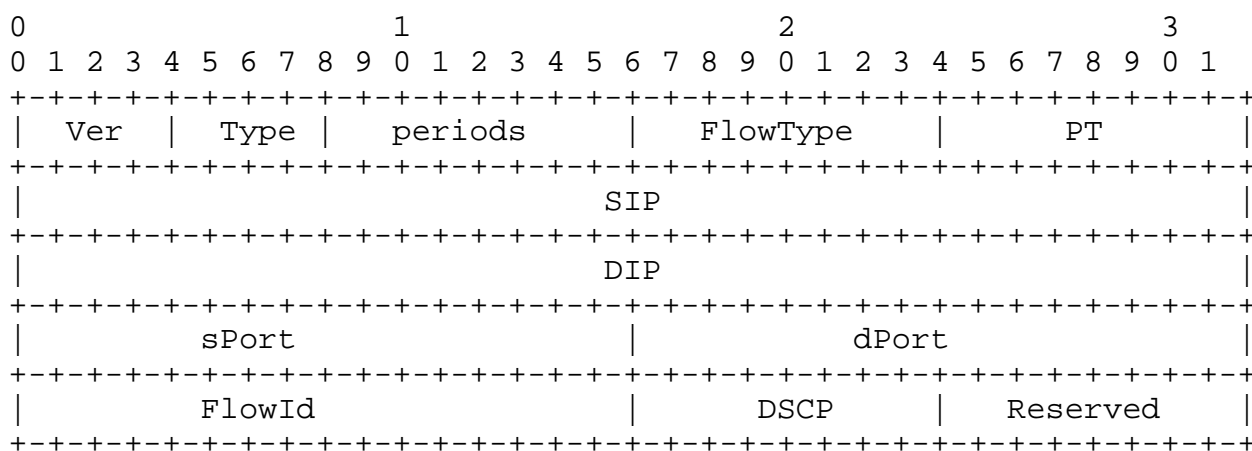 0                   1                   2                   3
0 1 2 3 4 5 6 7 8 9 0 1 2 3 4 5 6 7 8 9 0 1 2 3 4 5 6 7 8 9 0 1
+-+-+-+-+-+-+-+-+-+-+-+-+-+-+-+-+-+-+-+-+-+-+-+-+-+-+-+-+-+-+-+-+
|  Ver  |  Type |   periods     |   FlowType    |      PT       |
+-+-+-+-+-+-+-+-+-+-+-+-+-+-+-+-+-+-+-+-+-+-+-+-+-+-+-+-+-+-+-+-+
|                              SIP                              |
+-+-+-+-+-+-+-+-+-+-+-+-+-+-+-+-+-+-+-+-+-+-+-+-+-+-+-+-+-+-+-+-+
|                              DIP                              |
+-+-+-+-+-+-+-+-+-+-+-+-+-+-+-+-+-+-+-+-+-+-+-+-+-+-+-+-+-+-+-+-+
|         sPort                 |           dPort               |
+-+-+-+-+-+-+-+-+-+-+-+-+-+-+-+-+-+-+-+-+-+-+-+-+-+-+-+-+-+-+-+-+
|         FlowId                |      DSCP     |   Reserved    |
+-+-+-+-+-+-+-+-+-+-+-+-+-+-+-+-+-+-+-+-+-+-+-+-+-+-+-+-+-+-+-+-+